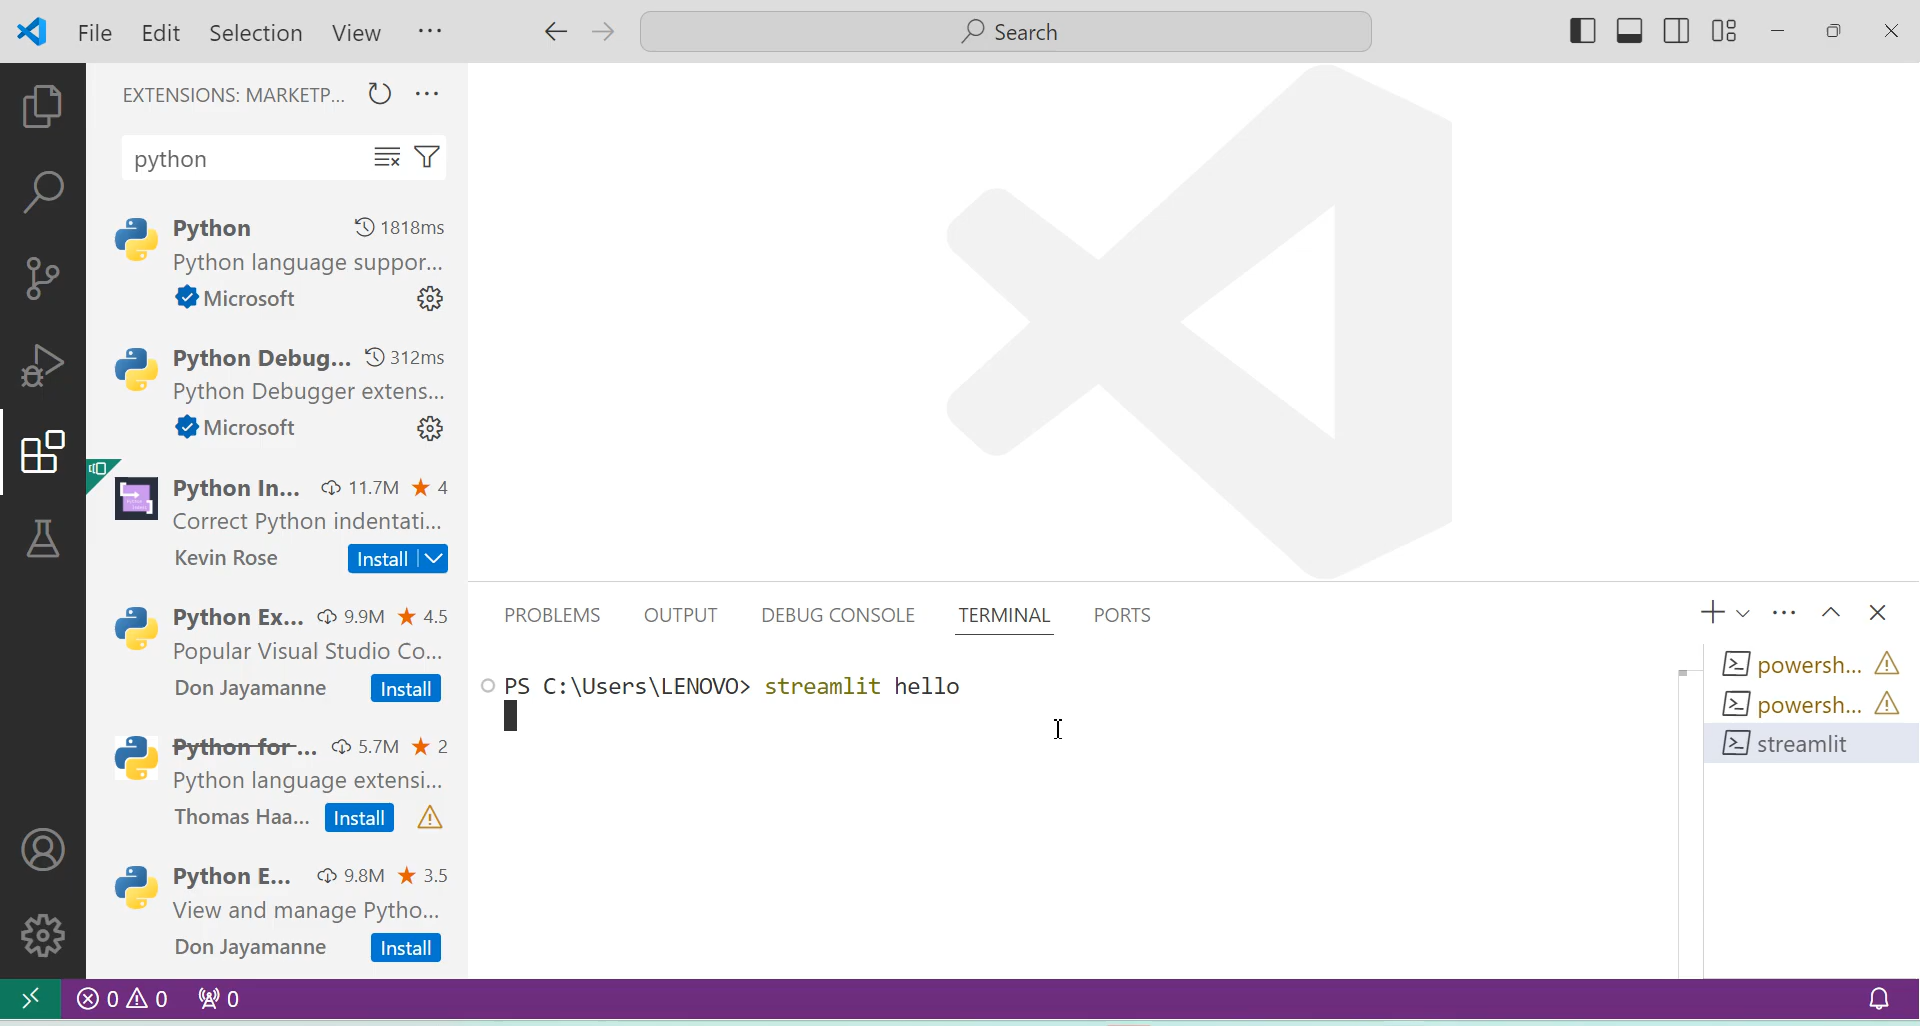 File Edit Selection View ...
Search
EXTENSIONS: MARKETP...
python
Python 1818ms
Python language suppor...
Microsoft
Python Debug... 312ms
Python Debugger extens...
Microsoft
Python In... 11.7M ★ 4
Correct Python indentati...
Kevin Rose Install
Python Ex... 9.9M ★ 4.5
Popular Visual Studio Co...
Don Jayamanne Install
Python for ... 5.7M ★ 2
Python language extensi...
Thomas Haa... Install
Python E... 9.8M ★ 3.5
View and manage Pytho...
Don Jayamanne Install
PROBLEMS OUTPUT DEBUG CONSOLE TERMINAL PORTS
PS C:\Users\LENOVO> streamlit hello
powersh...
powersh...
streamlit
0 0 0